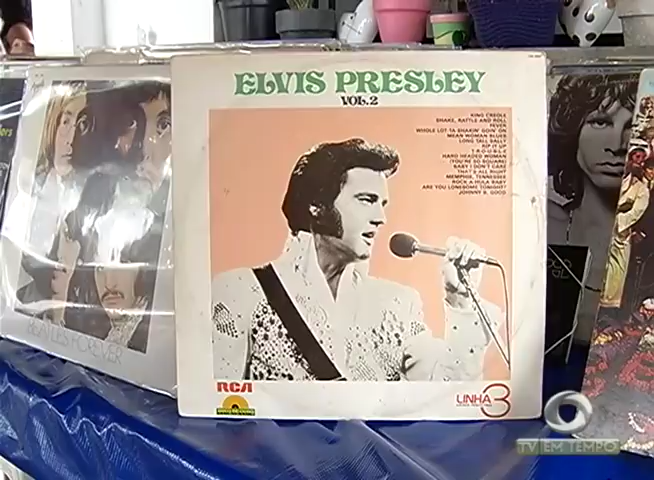 ELVIS PRESLEY
VOL.2
KING CREOLE
SHAKE, RATTLE AND ROLL
FEVER
WHOLE LOT-TA SHAKIN' GOIN' ON
MEAN WOMAN BLUES
LONG TALL SALLY
RIP IT UP
T-R-O-U-B-L-E
HARD HEADED WOMAN
(YOU'RE SO SQUARE)
BABY I DON'T CARE
THAT'S ALL RIGHT
MEMPHIS, TENNESSEE
ROCK-A-HULA BABY
ARE YOU LONESOME TONIGHT?
JOHNNY B. GOOD
BEATLES FOREVER
RCA
LINHA 3
TV EM TEMPO